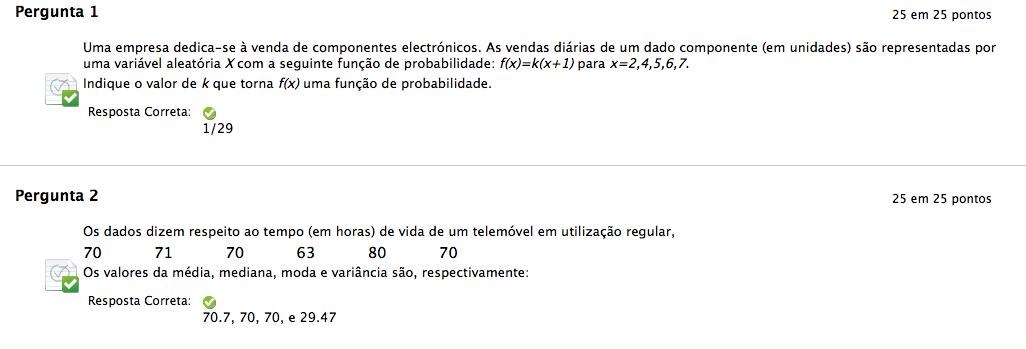 Pergunta 1
25 em 25 pontos
Uma empresa dedica-se à venda de componentes electrónicos. As vendas diárias de um dado componente (em unidades) são representadas por
uma variável aleatória X com a seguinte função de probabilidade: f(x)=k(x+1) para x=2,4,5,6,7.
Indique o valor de k que torna f(x) uma função de probabilidade.
Resposta Correta:
1/29
Pergunta 2
25 em 25 pontos
Os dados dizem respeito ao tempo (em horas) de vida de um telemóvel em utilização regular,
70 71 70 63 80 70
Os valores da média, mediana, moda e variância são, respectivamente:
Resposta Correta:
70.7, 70, 70, e 29.47